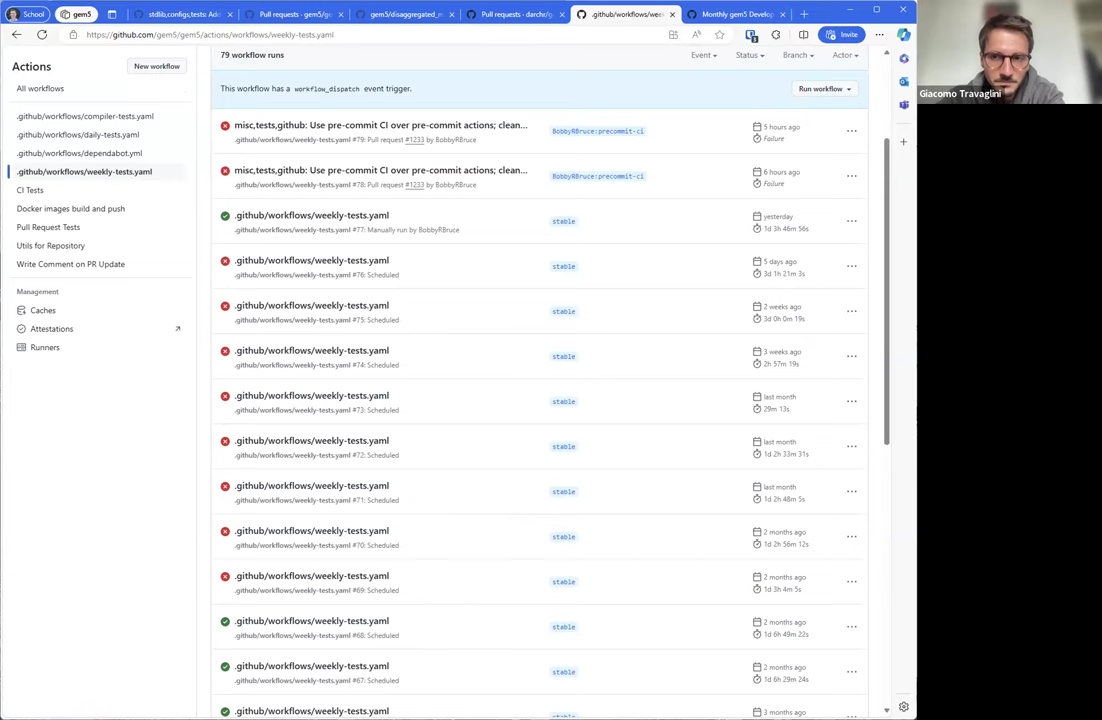 School
gem5
stdlib,configs,tests: Ad
Pull requests - gem5/ge
gem5/disaggregated_m
Pull requests - darchr/g
.github/workflows/wee
Monthly gem5 Develop
https://github.com/gem5/gem5/actions/workflows/weekly-tests.yaml
Invite
Giacomo Travaglini
Actions
New workflow
All workflows
.github/workflows/compiler-tests.yaml
.github/workflows/daily-tests.yaml
.github/workflows/dependabot.yml
.github/workflows/weekly-tests.yaml
CI Tests
Docker images build and push
Pull Request Tests
Utils for Repository
Write Comment on PR Update
Management
Caches
Attestations
Runners
79 workflow runs
Event
Status
Branch
Actor
This workflow has a workflow_dispatch event trigger.
Run workflow
misc,tests,github: Use pre-commit CI over pre-commit actions; clean...
.github/workflows/weekly-tests.yaml #79: Pull request #1233 by BobbyRBruce
BobbyRBruce:precommit-ci
5 hours ago
Failure
misc,tests,github: Use pre-commit CI over pre-commit actions; clean...
.github/workflows/weekly-tests.yaml #78: Pull request #1233 by BobbyRBruce
BobbyRBruce:precommit-ci
6 hours ago
Failure
.github/workflows/weekly-tests.yaml
.github/workflows/weekly-tests.yaml #77: Manually run by BobbyRBruce
stable
yesterday
1d 3h 46m 56s
.github/workflows/weekly-tests.yaml
.github/workflows/weekly-tests.yaml #76: Scheduled
stable
5 days ago
3d 1h 21m 3s
.github/workflows/weekly-tests.yaml
.github/workflows/weekly-tests.yaml #75: Scheduled
stable
2 weeks ago
3d 0h 0m 19s
.github/workflows/weekly-tests.yaml
.github/workflows/weekly-tests.yaml #74: Scheduled
stable
3 weeks ago
2h 57m 19s
.github/workflows/weekly-tests.yaml
.github/workflows/weekly-tests.yaml #73: Scheduled
stable
last month
29m 13s
.github/workflows/weekly-tests.yaml
.github/workflows/weekly-tests.yaml #72: Scheduled
stable
last month
1d 2h 33m 31s
.github/workflows/weekly-tests.yaml
.github/workflows/weekly-tests.yaml #71: Scheduled
stable
last month
1d 2h 48m 5s
.github/workflows/weekly-tests.yaml
.github/workflows/weekly-tests.yaml #70: Scheduled
stable
2 months ago
1d 2h 56m 12s
.github/workflows/weekly-tests.yaml
.github/workflows/weekly-tests.yaml #69: Scheduled
stable
2 months ago
1d 3h 4m 5s
.github/workflows/weekly-tests.yaml
.github/workflows/weekly-tests.yaml #68: Scheduled
stable
2 months ago
1d 6h 49m 22s
.github/workflows/weekly-tests.yaml
.github/workflows/weekly-tests.yaml #67: Scheduled
stable
2 months ago
1d 6h 29m 24s
.github/workflows/weekly-tests.yaml
3 months ago